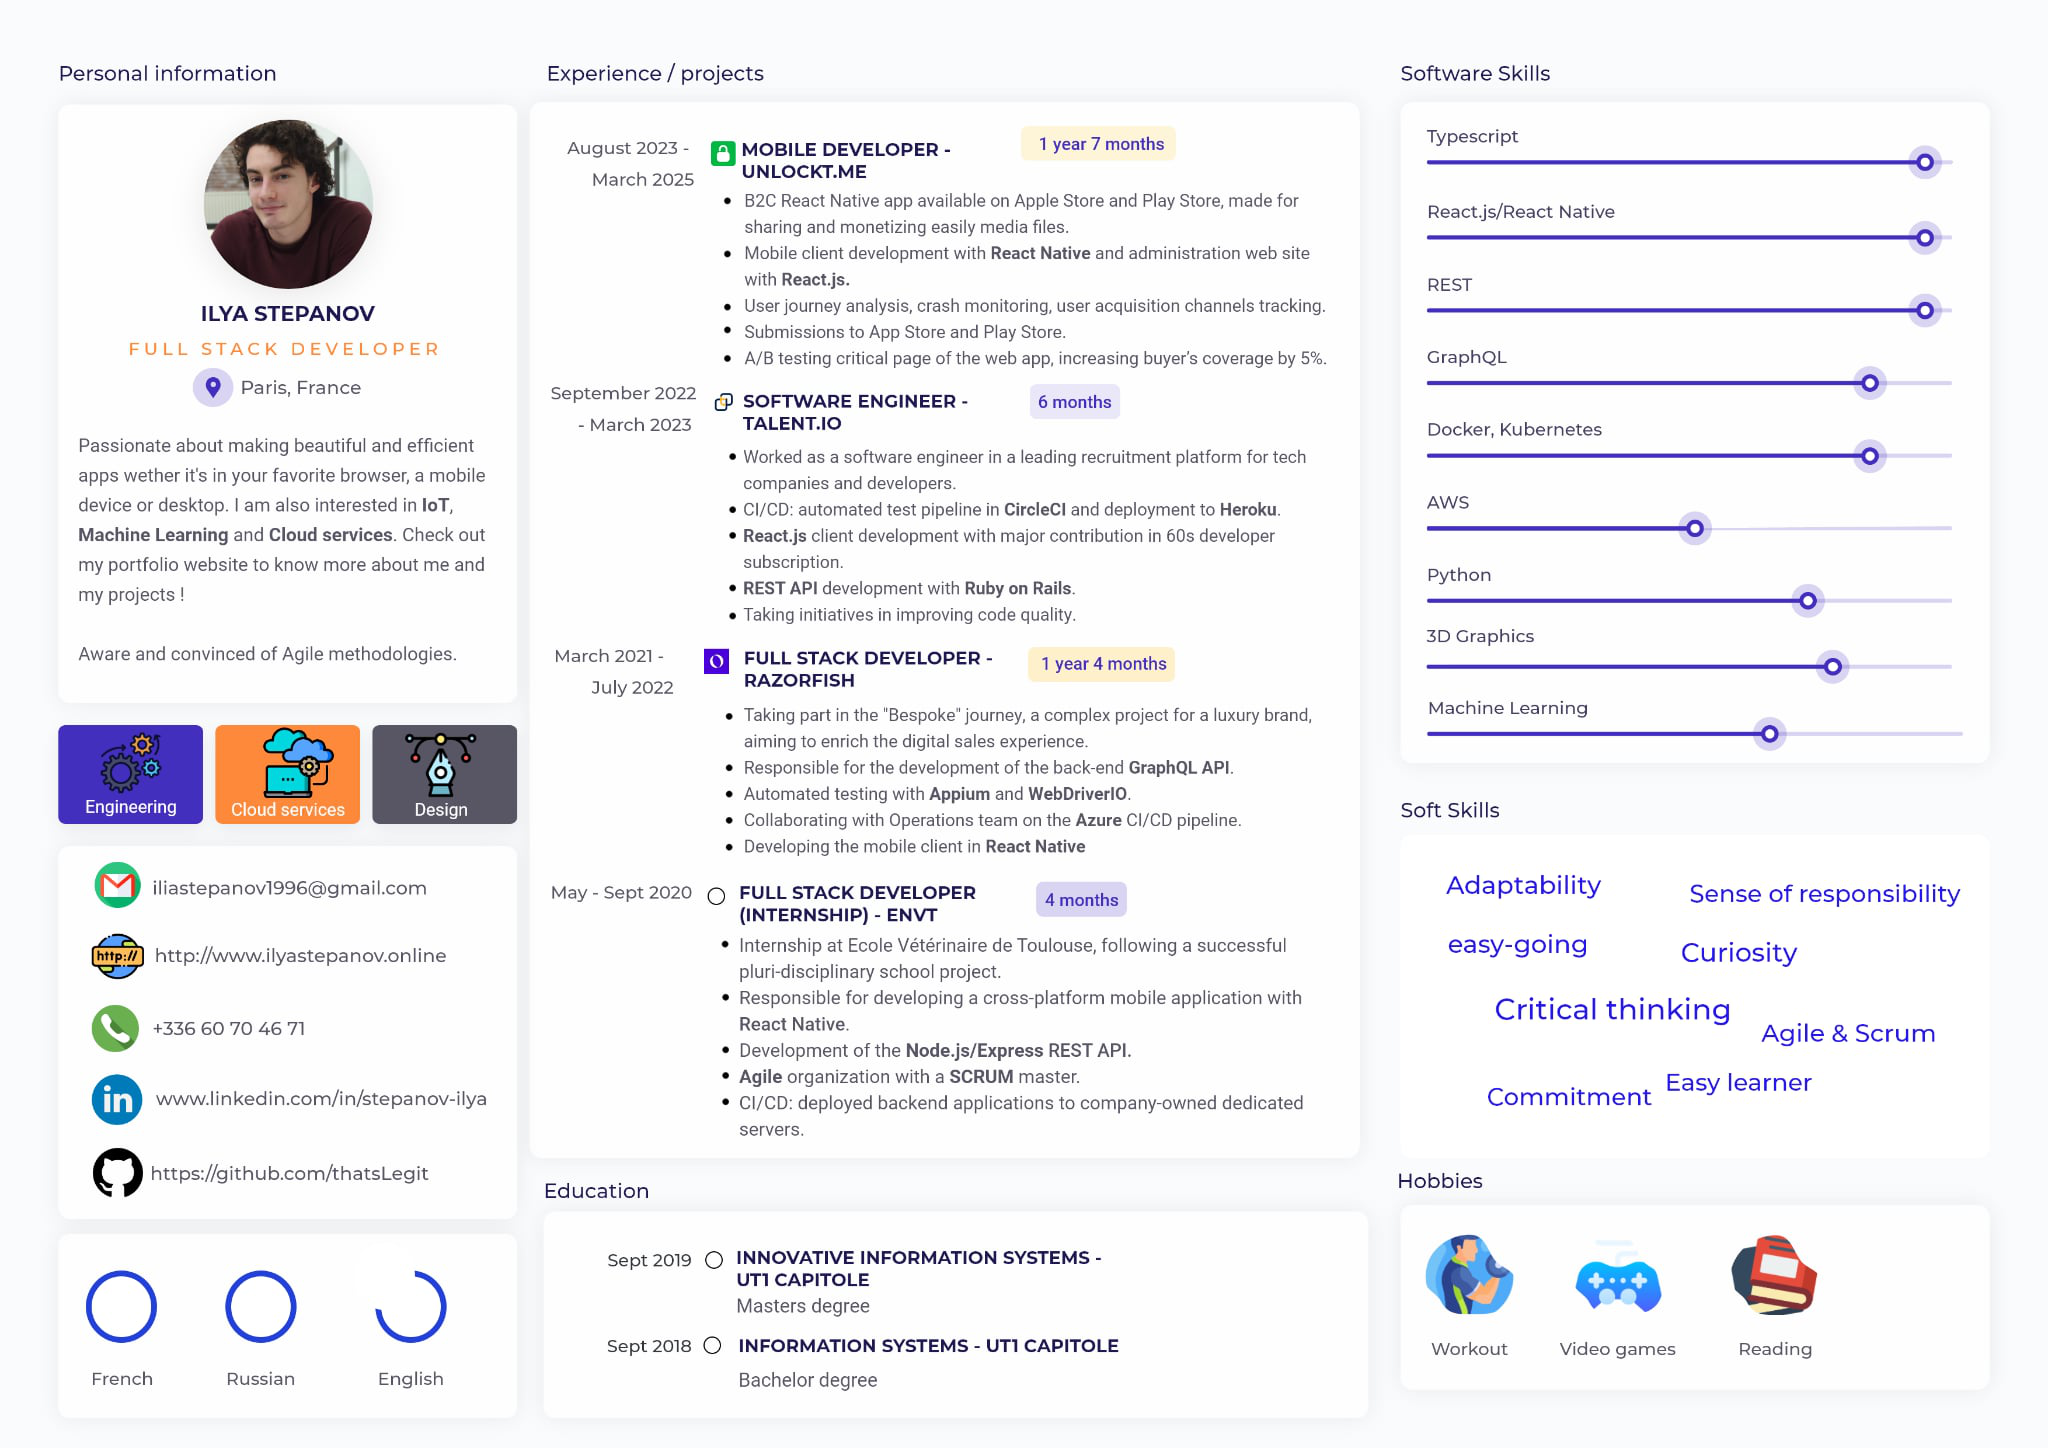 Personal information
ILYA STEPANOV
FULL STACK DEVELOPER
Paris, France
Passionate about making beautiful and efficient
apps wether it's in your favorite browser, a mobile
device or desktop. I am also interested in IoT,
Machine Learning and Cloud services. Check out
my portfolio website to know more about me and
my projects !
Aware and convinced of Agile methodologies.
Engineering
Cloud services
Design
iliastepanov1996@gmail.com
http://
http://www.ilyastepanov.online
+336 60 70 46 71
in
www.linkedin.com/in/stepanov-ilya
https://github.com/thatsLegit
French
Russian
English
Experience / projects
August 2023 -
March 2025
MOBILE DEVELOPER -
UNLOCKT.ME
1 year 7 months
• B2C React Native app available on Apple Store and Play Store, made for
sharing and monetizing easily media files.
• Mobile client development with React Native and administration web site
with React.js.
• User journey analysis, crash monitoring, user acquisition channels tracking.
• Submissions to App Store and Play Store.
• A/B testing critical page of the web app, increasing buyer’s coverage by 5%.
September 2022
- March 2023
SOFTWARE ENGINEER -
TALENT.IO
6 months
• Worked as a software engineer in a leading recruitment platform for tech
companies and developers.
• CI/CD: automated test pipeline in CircleCI and deployment to Heroku.
• React.js client development with major contribution in 60s developer
subscription.
• REST API development with Ruby on Rails.
• Taking initiatives in improving code quality.
March 2021 -
July 2022
FULL STACK DEVELOPER -
RAZORFISH
1 year 4 months
• Taking part in the "Bespoke" journey, a complex project for a luxury brand,
aiming to enrich the digital sales experience.
• Responsible for the development of the back-end GraphQL API.
• Automated testing with Appium and WebDriverIO.
• Collaborating with Operations team on the Azure CI/CD pipeline.
• Developing the mobile client in React Native
May - Sept 2020
FULL STACK DEVELOPER
(INTERNSHIP) - ENVT
4 months
• Internship at Ecole Vétérinaire de Toulouse, following a successful
pluri-disciplinary school project.
• Responsible for developing a cross-platform mobile application with
React Native.
• Development of the Node.js/Express REST API.
• Agile organization with a SCRUM master.
• CI/CD: deployed backend applications to company-owned dedicated
servers.
Education
Sept 2019
INNOVATIVE INFORMATION SYSTEMS -
UT1 CAPITOLE
Masters degree
Sept 2018
INFORMATION SYSTEMS - UT1 CAPITOLE
Bachelor degree
Software Skills
Typescript
React.js/React Native
REST
GraphQL
Docker, Kubernetes
AWS
Python
3D Graphics
Machine Learning
Soft Skills
Adaptability
Sense of responsibility
easy-going
Curiosity
Critical thinking
Agile & Scrum
Easy learner
Commitment
Hobbies
Workout
Video games
Reading